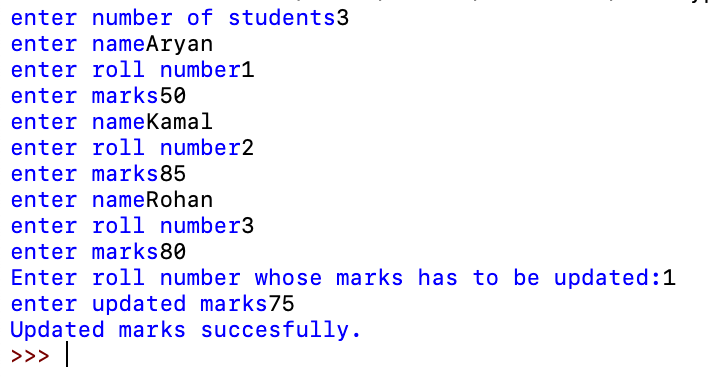 enter number of students3
enter nameAryan
enter roll number1
enter marks50
enter nameKamal
enter roll number2
enter marks85
enter nameRohan
enter roll number3
enter marks80
Enter roll number whose marks has to be updated:1
enter updated marks75
Updated marks succesfully.
>>>